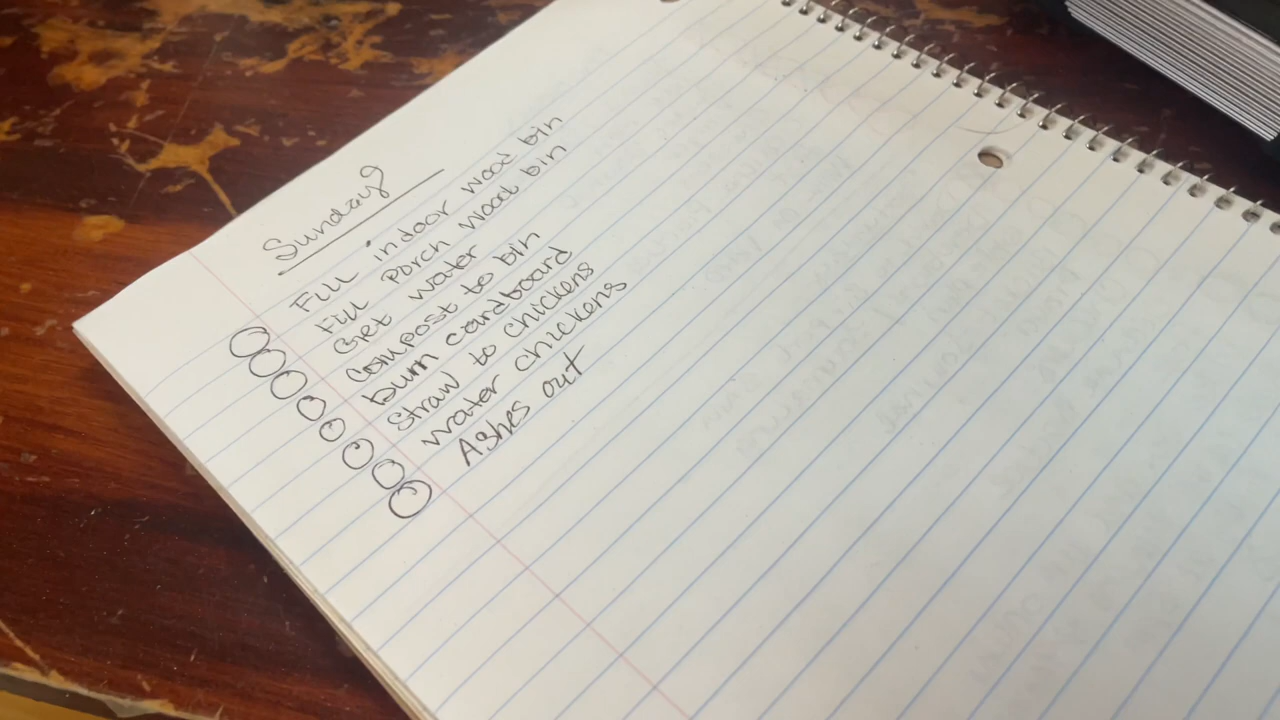 Sunday
Fill indoor wood bin
Fill porch wood bin
Get water
Compost to bin
burn cardboard
Straw to chickens
water chickens
Ashes out